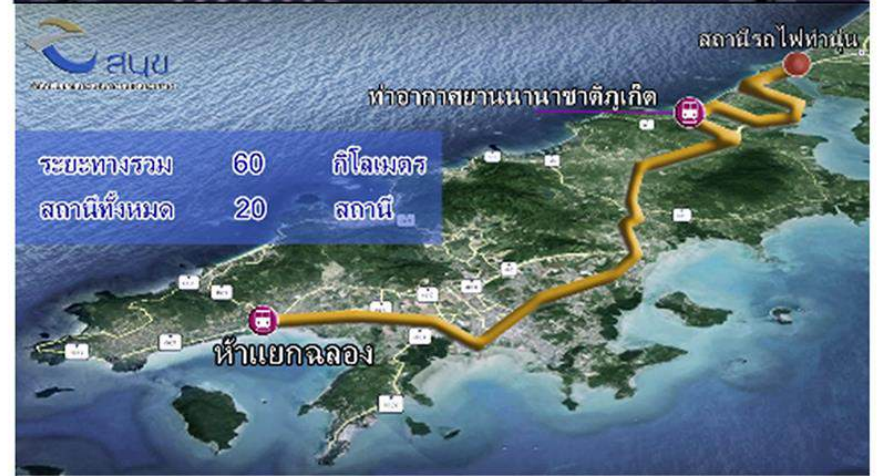 สนข
สถานีรถไฟท่านุ่น
ท่าอากาศยานนานาชาติภูเก็ต
ระยะทางรวม 60 กิโลเมตร
สถานีทั้งหมด 20 สถานี
ห้าแยกฉลอง